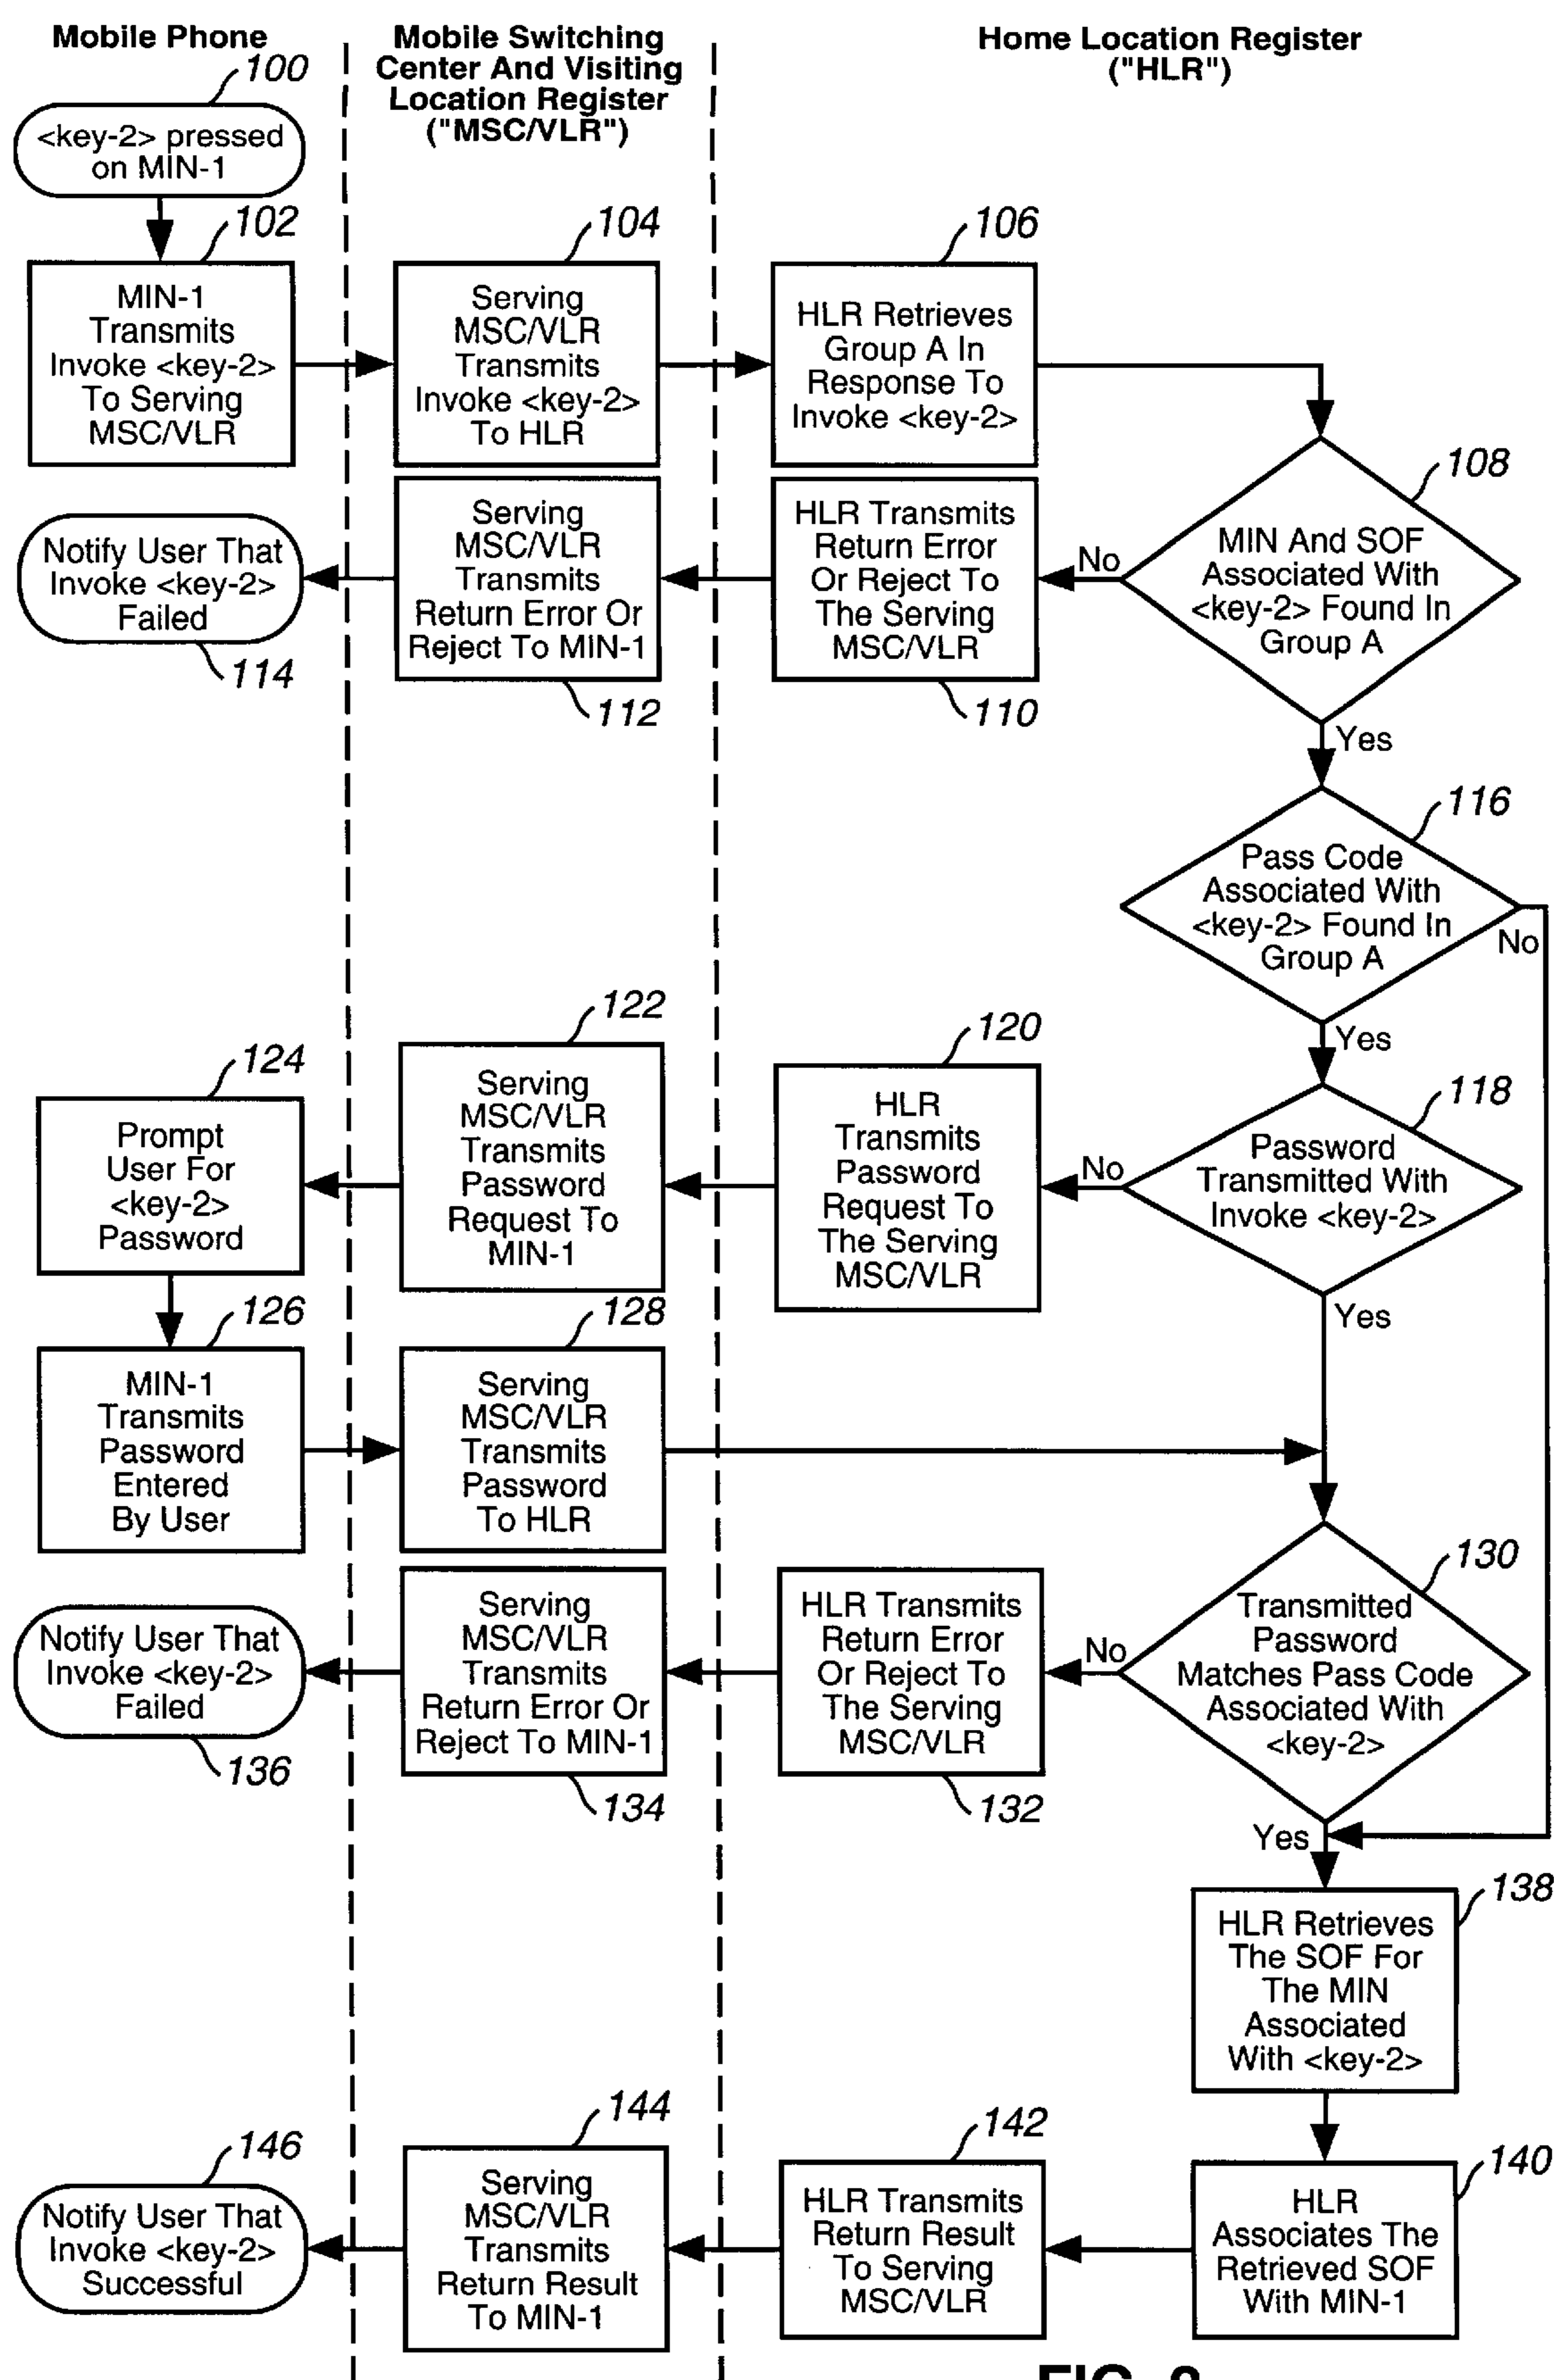 Mobile Phone
Mobile Switching
Center And Visiting
Location Register
("MSC/VLR")
Home Location Register
("HLR")
100
<key-2> pressed
on MIN-1
102
MIN-1
Transmits
Invoke <key-2>
To Serving
MSC/VLR
104
Serving
MSC/VLR
Transmits
Invoke <key-2>
To HLR
106
HLR Retrieves
Group A In
Response To
Invoke <key-2>
108
MIN And SOF
Associated With
<key-2> Found In
Group A
No
Yes
HLR Transmits
Return Error
Or Reject To
The Serving
MSC/VLR
110
Serving
MSC/VLR
Transmits
Return Error Or
Reject To MIN-1
112
Notify User That
Invoke <key-2>
Failed
114
116
Pass Code
Associated With
<key-2> Found In
Group A
No
Yes
118
Password
Transmitted With
Invoke <key-2>
No
Yes
120
HLR
Transmits
Password
Request To
The Serving
MSC/VLR
122
Serving
MSC/VLR
Transmits
Password
Request To
MIN-1
124
Prompt
User For
<key-2>
Password
126
MIN-1
Transmits
Password
Entered
By User
128
Serving
MSC/VLR
Transmits
Password
To HLR
130
Transmitted
Password
Matches Pass Code
Associated With
<key-2>
No
Yes
HLR Transmits
Return Error
Or Reject To
The Serving
MSC/VLR
132
Serving
MSC/VLR
Transmits
Return Error Or
Reject To MIN-1
134
Notify User That
Invoke <key-2>
Failed
136
138
HLR Retrieves
The SOF For
The MIN
Associated
With <key-2>
140
HLR
Associates The
Retrieved SOF
With MIN-1
142
HLR Transmits
Return Result
To Serving
MSC/VLR
144
Serving
MSC/VLR
Transmits
Return Result
To MIN-1
146
Notify User That
Invoke <key-2>
Successful